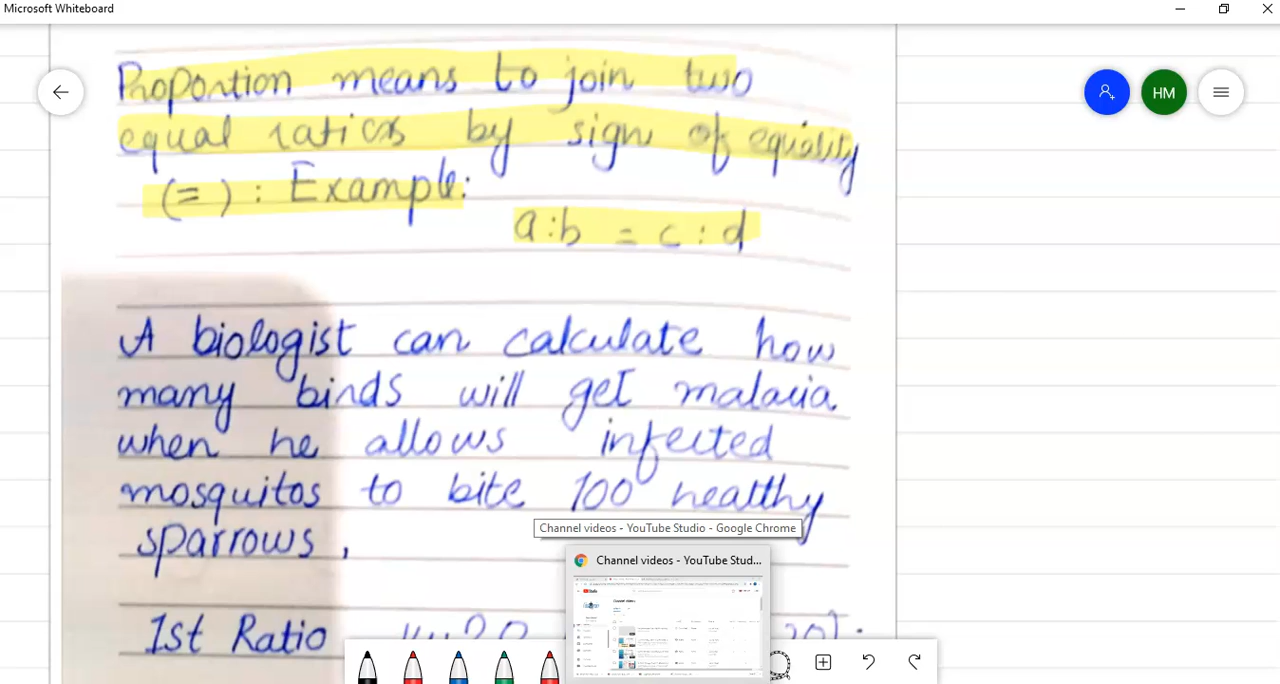 Microsoft Whiteboard
HM
Proportion means to join two
equal ratios by sign of equality
(=) : Example:
a:b = c:d
A biologist can calculate how
many birds will get malaria
when he allows infected
mosquitos to bite 100 healthy
sparrows,
Channel videos - YouTube Studio - Google Chrome
Channel videos - YouTube Stud...
1st Ratio